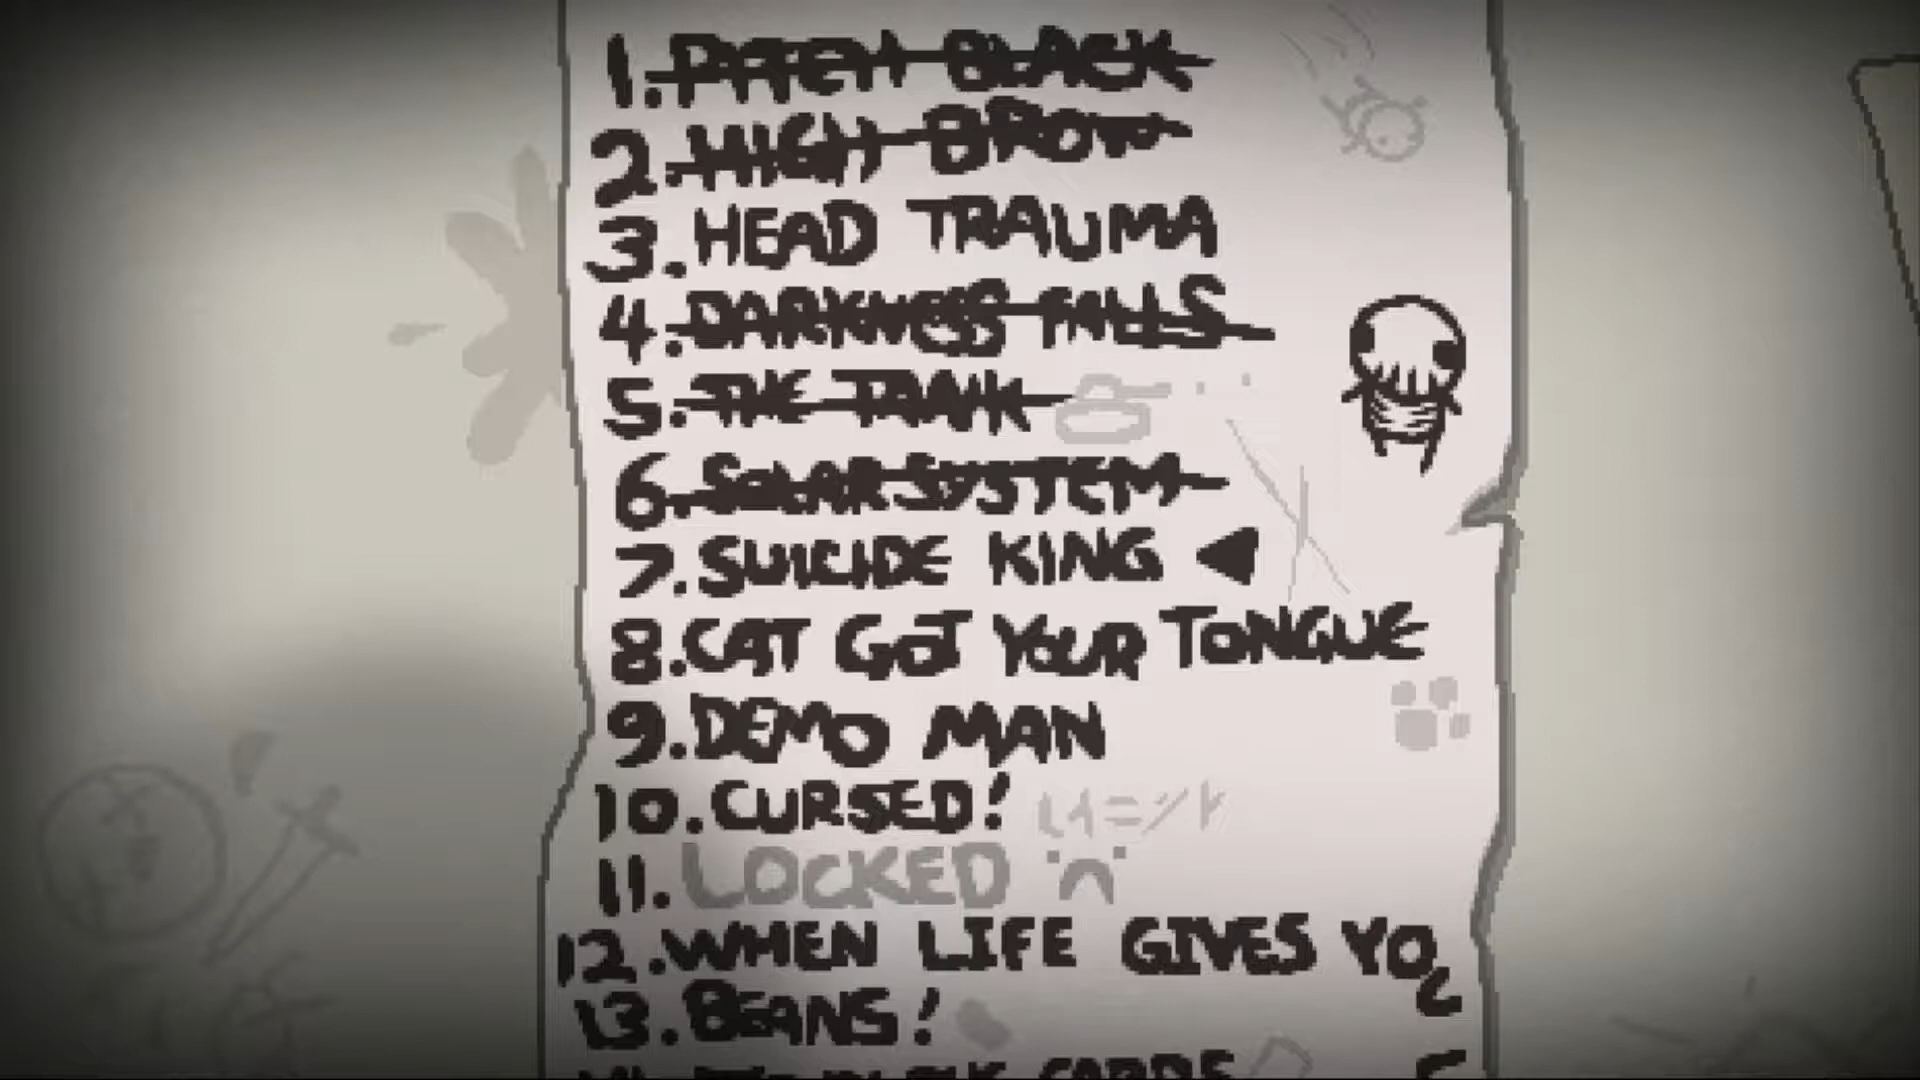 1. PITCH BLACK
2. HIGH BROW
3. HEAD TRAUMA
4. DARKNESS FALLS
5. THE TANK
6. SOLAR SYSTEM
7. SUICIDE KING
8. CAT GOT YOUR TONGUE
9. DEMO MAN
10. CURSED!
11. LOCKED
12. WHEN LIFE GIVES YO
13. BEANS!
CARDS